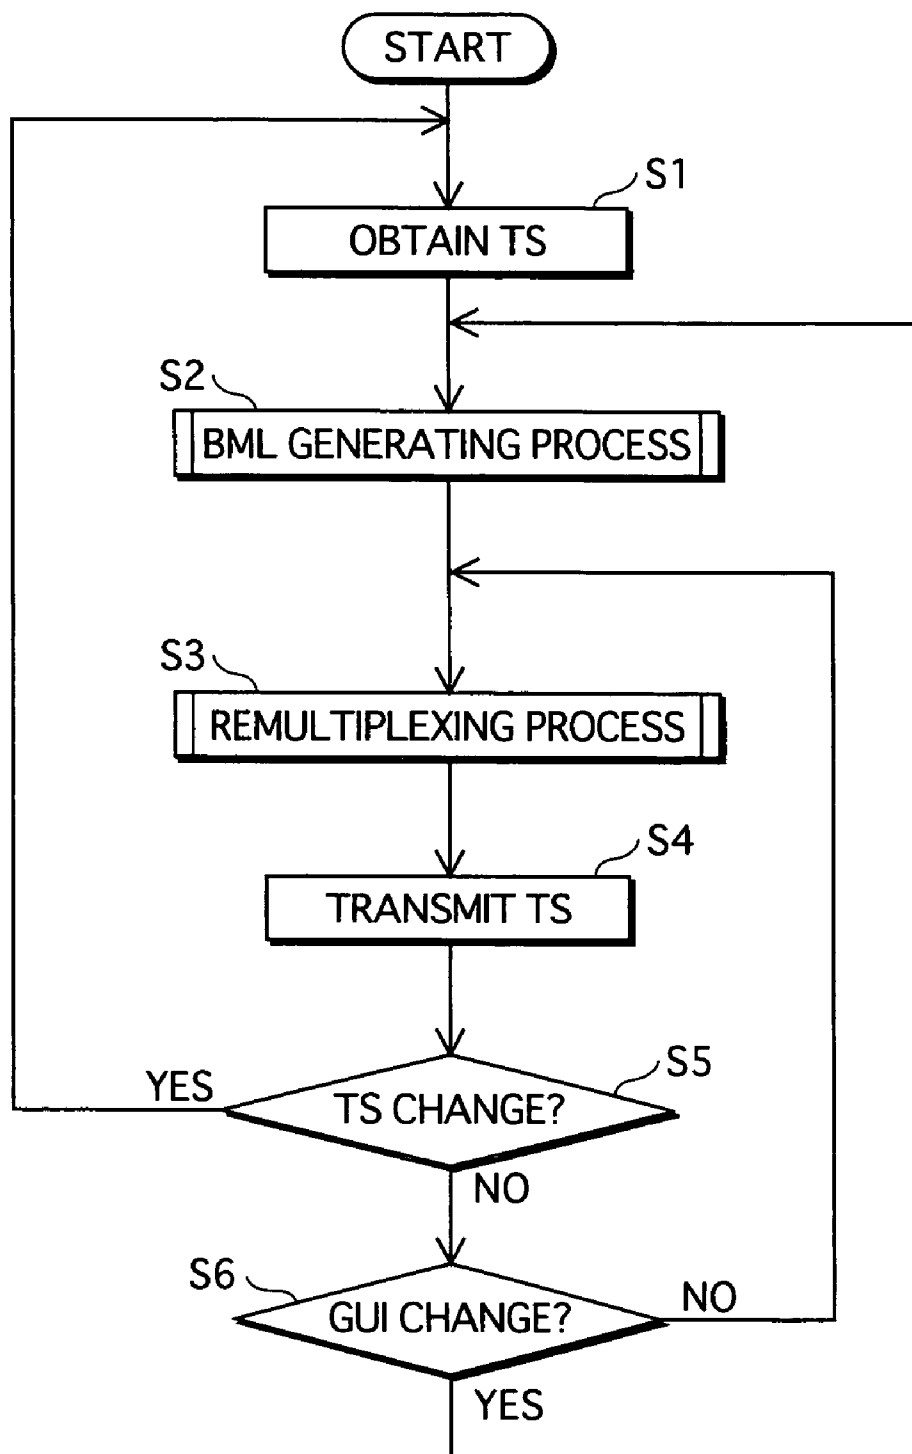 START
S1
OBTAIN TS
S2
BML GENERATING PROCESS
S3
REMULTIPLEXING PROCESS
S4
TRANSMIT TS
S5
YES
TS CHANGE?
NO
S6
GUI CHANGE?
NO
YES